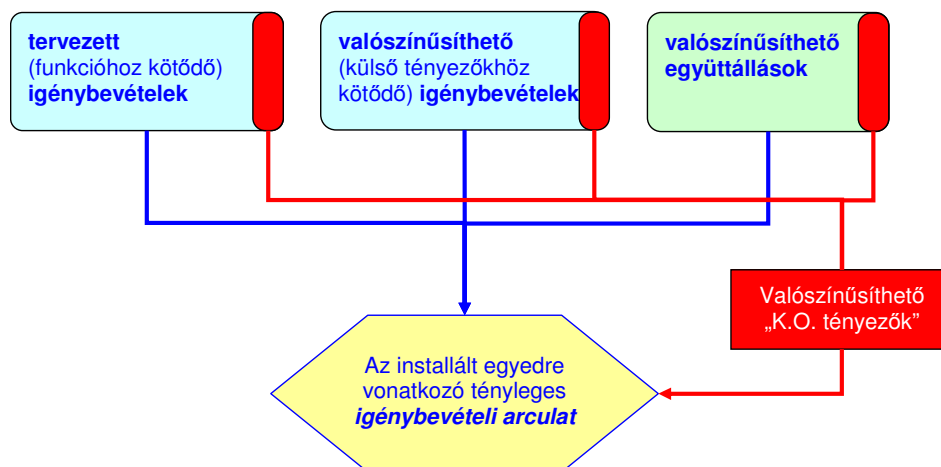 tervezett
(funkcióhoz kötődő)
igénybevételek
valószínűsíthető
(külső tényezőkhöz
kötődő) igénybevételek
valószínűsíthető
együttállások
Valószínűsíthető
„K.O. tényezők”
Az installált egyedre
vonatkozó tényleges
igénybevételi arculat